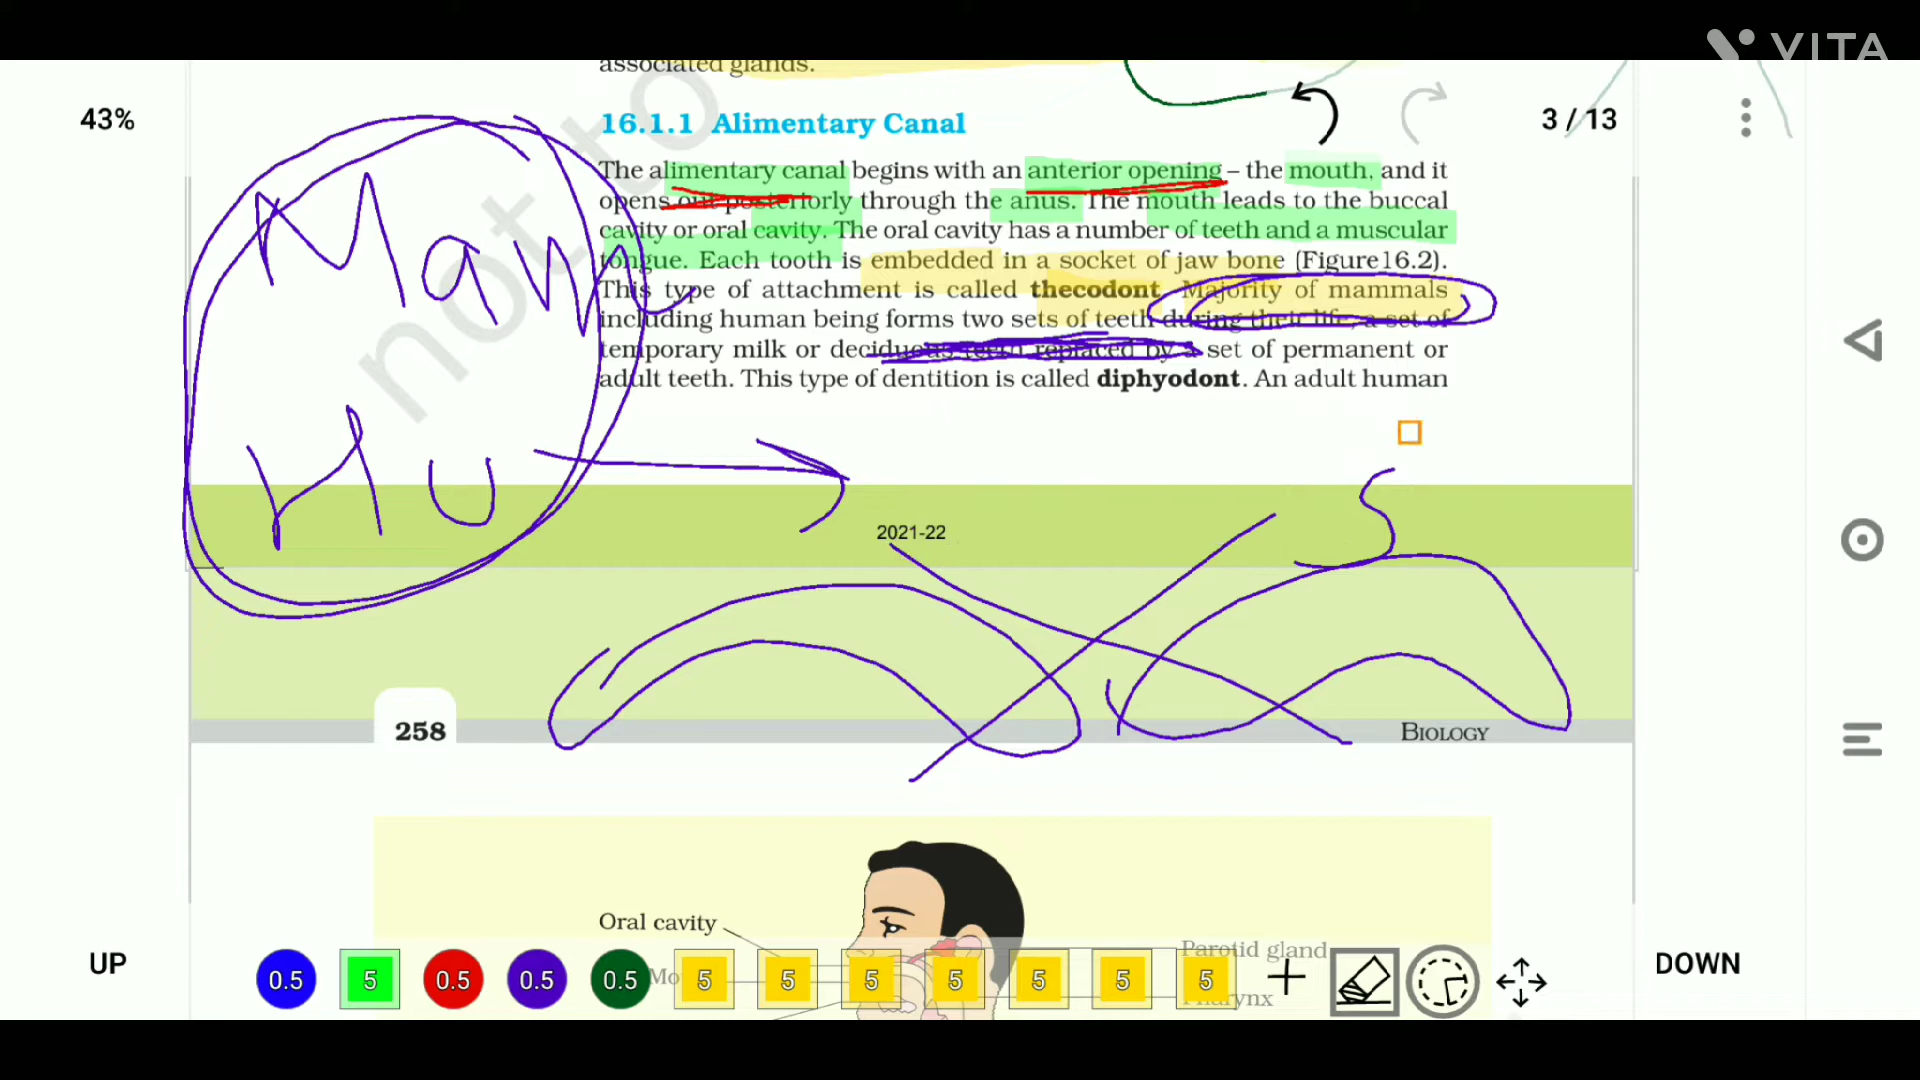 VITA
associated glands.
43%
3 / 13
16.1.1 Alimentary Canal
The alimentary canal begins with an anterior opening – the mouth, and it
opens out posteriorly through the anus. The mouth leads to the buccal
cavity or oral cavity. The oral cavity has a number of teeth and a muscular
tongue. Each tooth is embedded in a socket of jaw bone (Figure 16.2).
This type of attachment is called thecodont. Majority of mammals
including human being forms two sets of teeth during their life, a set of
temporary milk or deciduous teeth replaced by a set of permanent or
adult teeth. This type of dentition is called diphyodont. An adult human
not to
Mam
Hu
S
2021-22
258
BIOLOGY
Oral cavity
Parotid gland
UP
0.5 5 0.5 0.5 0.5 5 5 5 5 5 5 5
DOWN